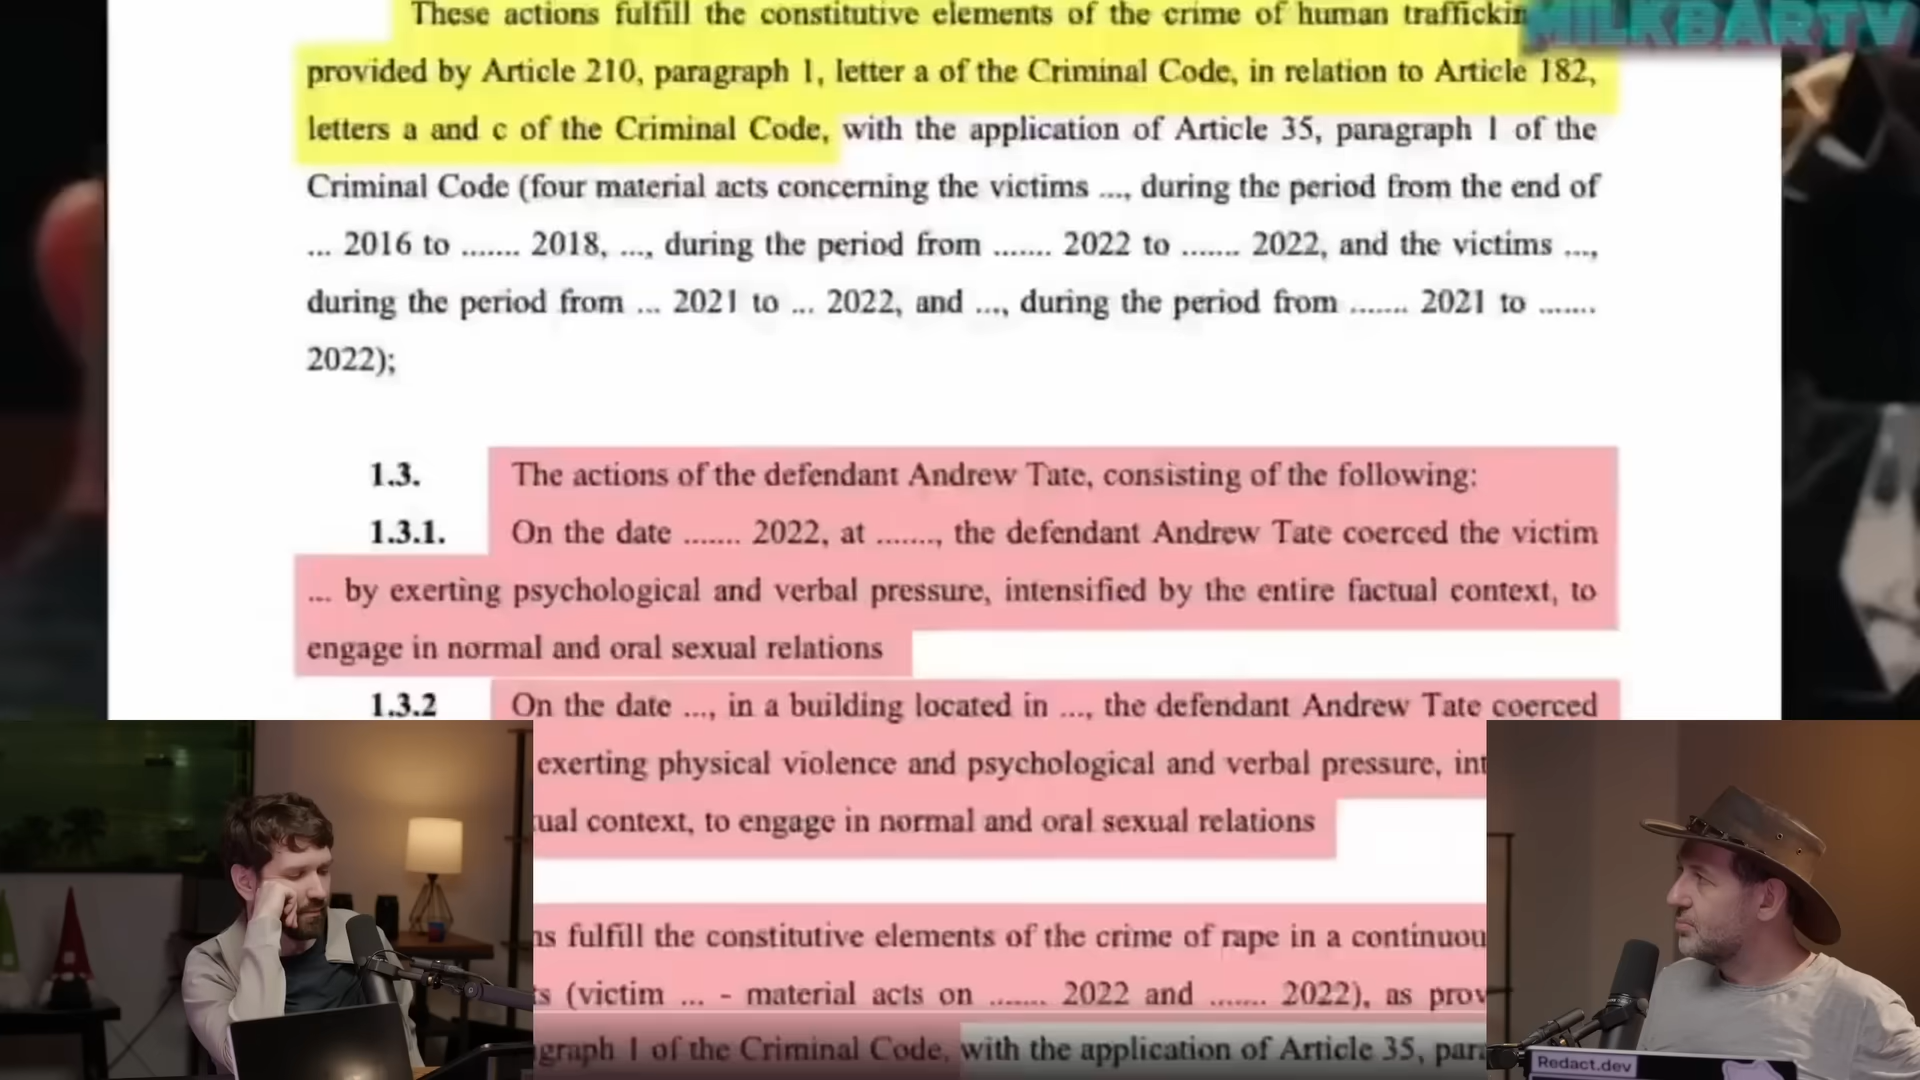 These actions fulfill the constitutive elements of the crime of human
MILKBARTV
provided by Article 210, paragraph 1, letter a of the Criminal Code, in relation to Article 182,
letters a and c of the Criminal Code, with the application of Article 35, paragraph 1 of the
Criminal Code (four material acts concerning the victims ..., during the period from the end of
... 2016 to ....... 2018, ..., during the period from ....... 2022 to ....... 2022, and the victims ...,
during the period from ... 2021 to ... 2022, and ..., during the period from ....... 2021 to .......
2022);
1.3. The actions of the defendant Andrew Tate, consisting of the following:
1.3.1. On the date ....... 2022, at ......., the defendant Andrew Tate coerced the victim
... by exerting psychological and verbal pressure, intensified by the entire factual context, to
engage in normal and oral sexual relations
1.3.2 On the date ..., in a building located in ..., the defendant Andrew Tate coerced
exerting physical violence and psychological and verbal pressure,
context, to engage in normal and oral sexual relations
fulfill the constitutive elements of the crime of rape in a
(victim ... - material acts on ....... 2022 and ....... 2022), as
1 of the Criminal Code, with the application of Article 35,
Redact.dev